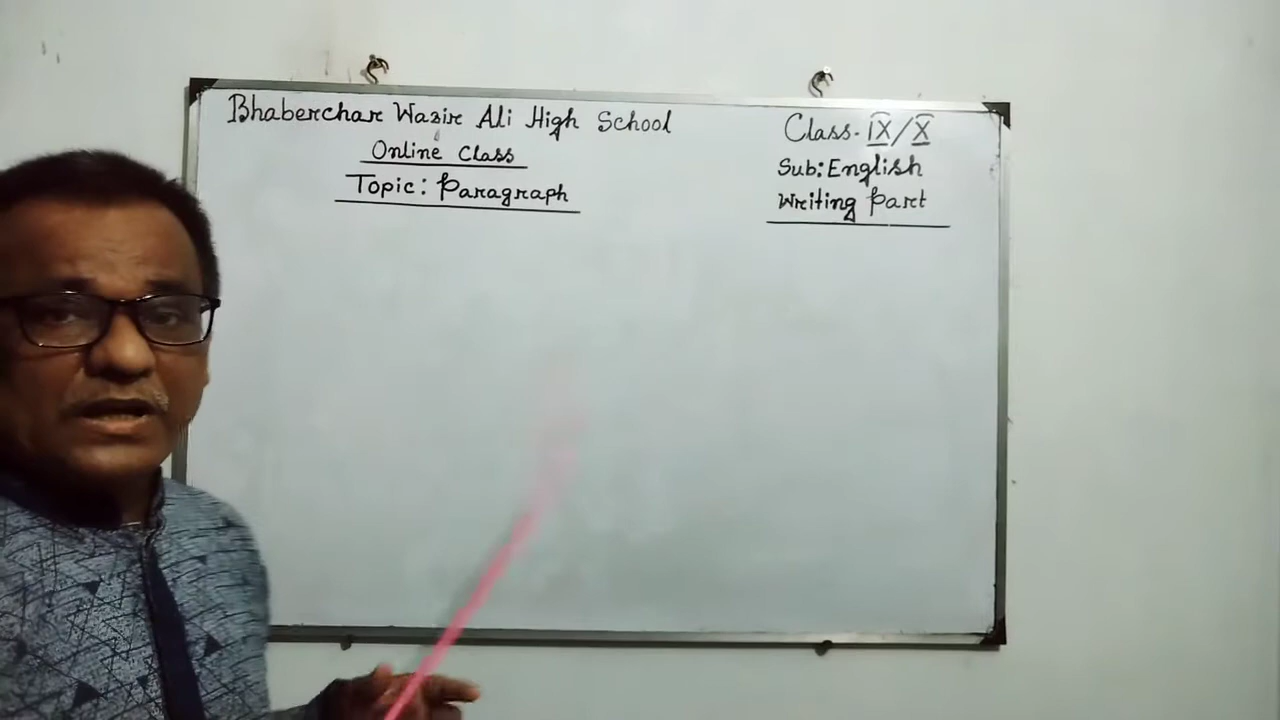 Bhaberchar Wazir Ali High School
Online Class
Topic: Paragraph
Class- IX/X
Sub: English
Writing Part